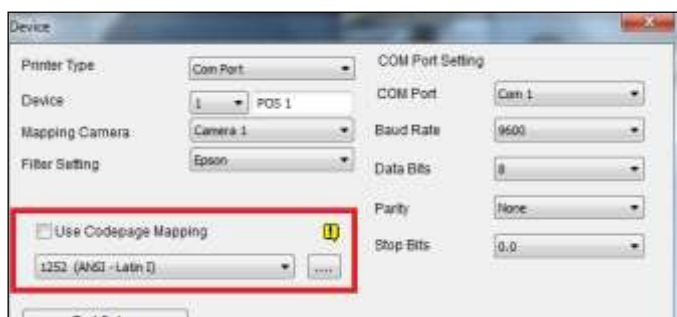 Device
Printer Type
Com Port
Device
1
POS 1
Mapping Camera
Camera 1
Filter Setting
Epson
Use Codepage Mapping
1252 (ANSI - Latin I)
....
COM Port Setting
COM Port
Com 1
Baud Rate
9600
Data Bits
8
Parity
None
Stop Bits
0.0